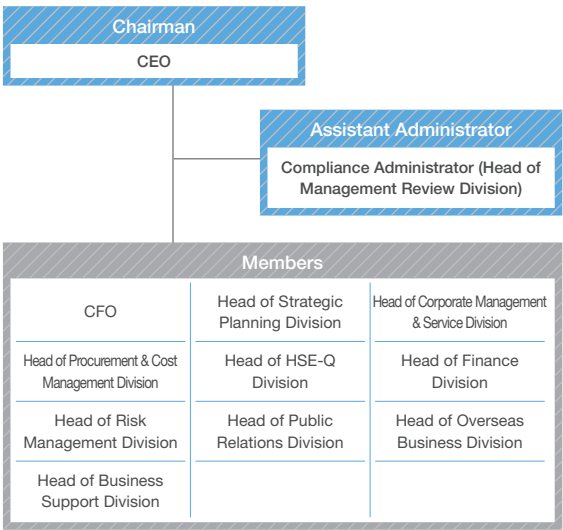 Chairman
CEO
Assistant Administrator
Compliance Administrator (Head of
Management Review Division)
Members
CFO
Head of Strategic
Planning Division
Head of Corporate Management
& Service Division
Head of Procurement & Cost
Management Division
Head of HSE-Q
Division
Head of Finance
Division
Head of Risk
Management Division
Head of Public
Relations Division
Head of Overseas
Business Division
Head of Business
Support Division